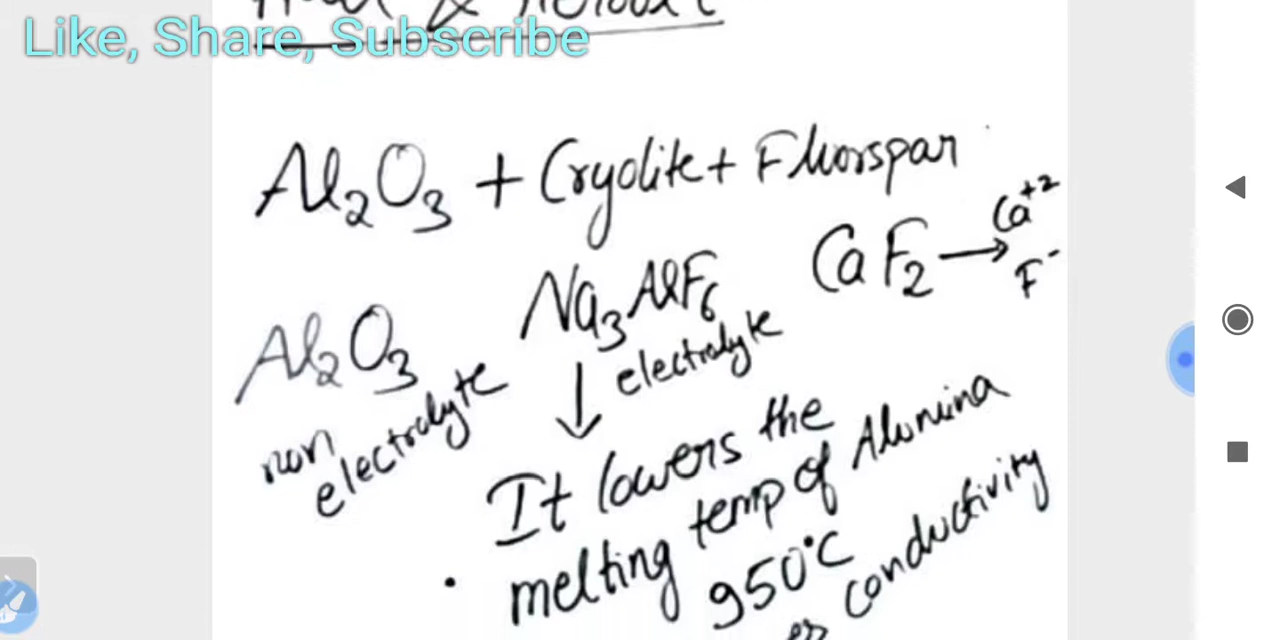 Like, Share, Subscribe
&
Al₂O₃ + Cryolite + Fluorspar
Ca⁺²
Na₃AlF₆ CaF₂ →
F⁻
Al₂O₃
non electrolyte
↓ electrolyte
It lowers the
melting temp of Alumina
950°C
conductivity